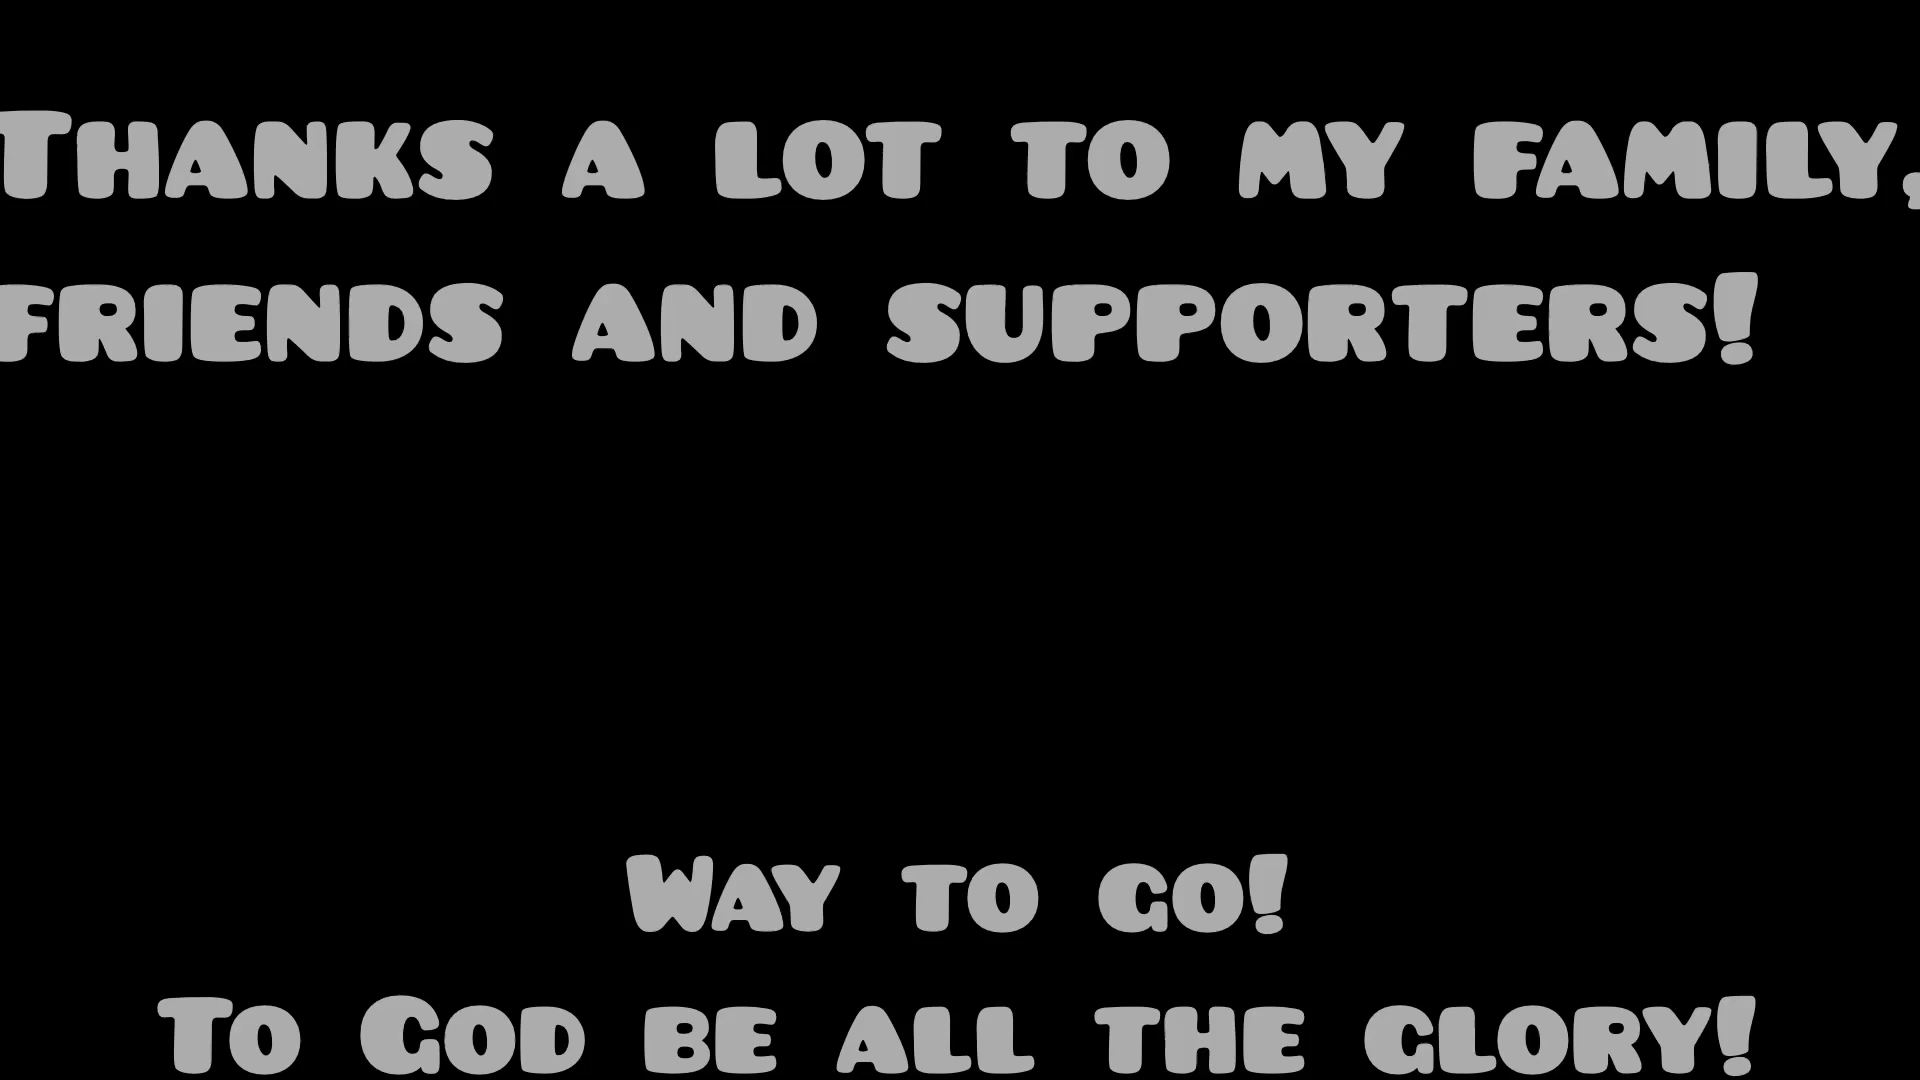 Thanks a lot to my family,
friends and supporters!
Way to go!
To God be all the glory!